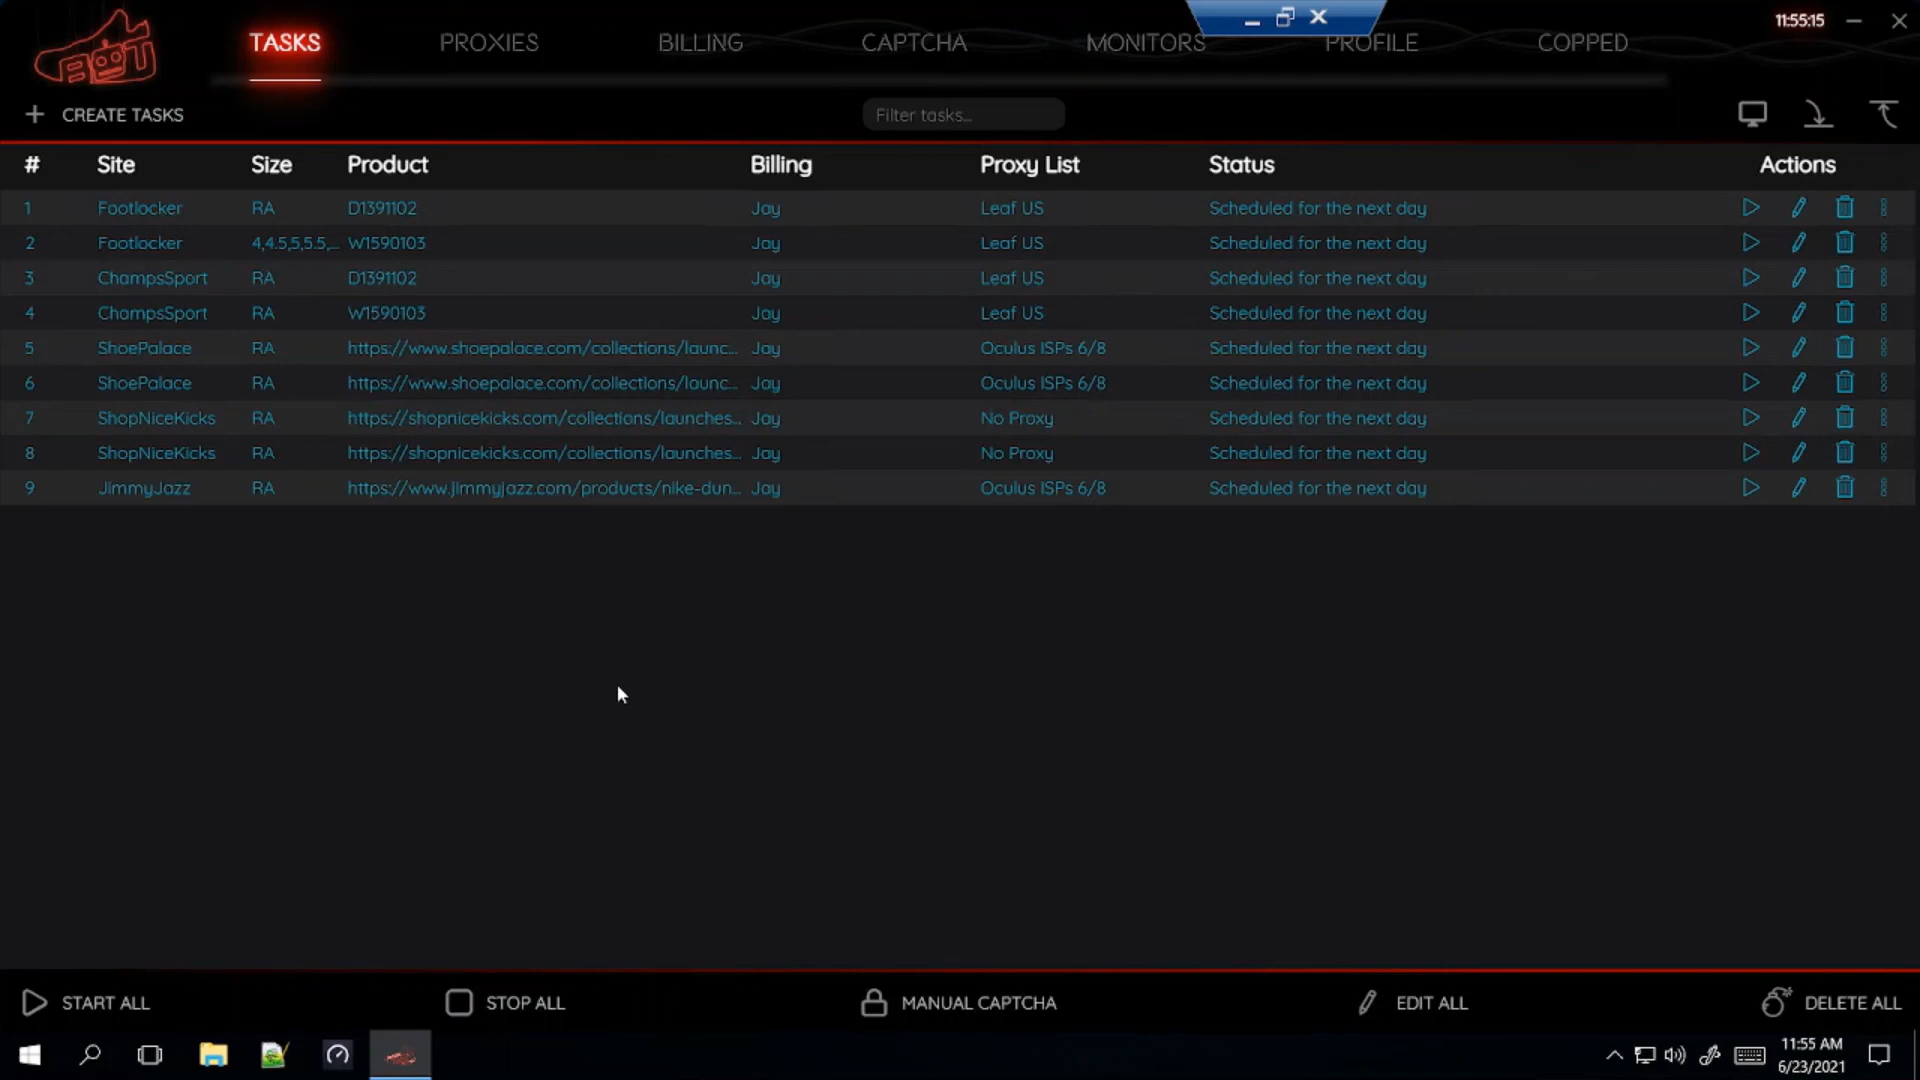 TASKS PROXIES BILLING CAPTCHA MONITORS PROFILE COPPED 11:55:15
+ CREATE TASKS Filter tasks...
# Site Size Product Billing Proxy List Status Actions
1 Footlocker RA D1391102 Jay Leaf US Scheduled for the next day
2 Footlocker 4,4.5,5,5.5,... W1590103 Jay Leaf US Scheduled for the next day
3 ChampsSport RA D1391102 Jay Leaf US Scheduled for the next day
4 ChampsSport RA W1590103 Jay Leaf US Scheduled for the next day
5 ShoePalace RA https://www.shoepalace.com/collections/launc... Jay Oculus ISPs 6/8 Scheduled for the next day
6 ShoePalace RA https://www.shoepalace.com/collections/launc... Jay Oculus ISPs 6/8 Scheduled for the next day
7 ShopNiceKicks RA https://shopnicekicks.com/collections/launches... Jay No Proxy Scheduled for the next day
8 ShopNiceKicks RA https://shopnicekicks.com/collections/launches... Jay No Proxy Scheduled for the next day
9 JimmyJazz RA https://www.jimmyjazz.com/products/nike-dun... Jay Oculus ISPs 6/8 Scheduled for the next day
START ALL STOP ALL MANUAL CAPTCHA EDIT ALL DELETE ALL
11:55 AM
6/23/2021